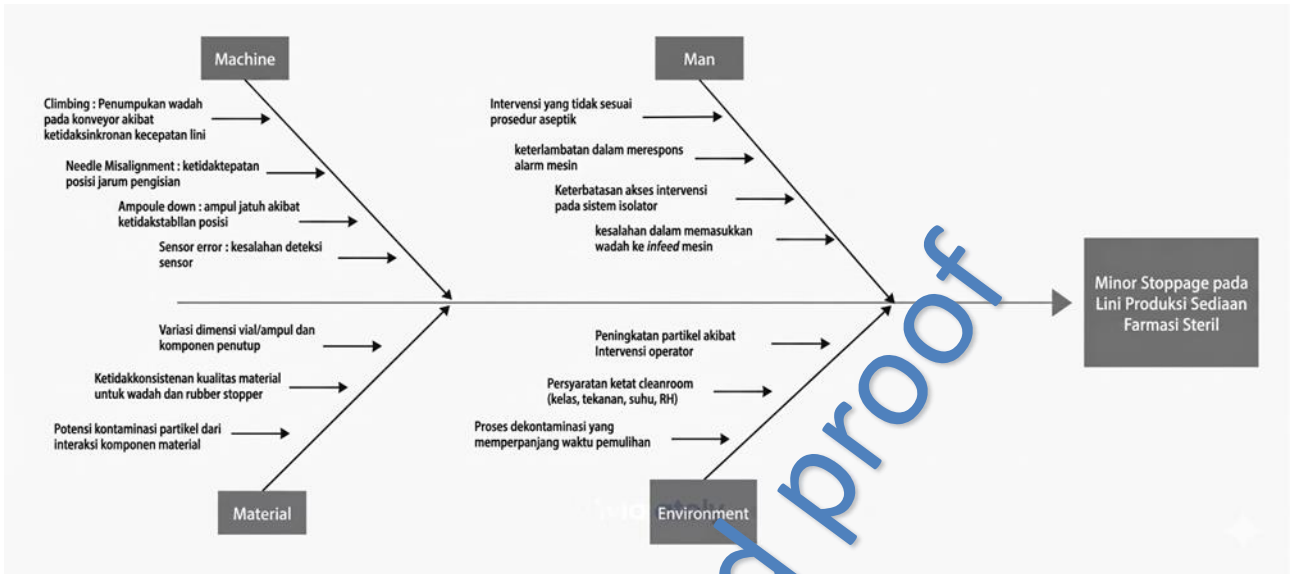 Machine
Climbing : Penumpukan wadah
pada konveyor akibat
ketidaksinkronan kecepatan lini
Needle Misalignment : ketidaktepatan
posisi jarum pengisian
Ampoule down : ampul jatuh akibat
ketidakstabllan posisi
Sensor error : kesalahan deteksi
sensor
Man
Intervensi yang tidak sesuai
prosedur aseptik
keterlambatan dalam merespons
alarm mesin
Keterbatasan akses intervensi
pada sistem isolator
kesalahan dalam memasukkan
wadah ke infeed mesin
Minor Stoppage pada
Lini Produksi Sediaan
Farmasi Steril
Variasi dimensi vial/ampul dan
komponen penutup
Ketidakkonsistenan kualitas material
untuk wadah dan rubber stopper
Potensi kontaminasi partikel dari
interaksi komponen material
Material
Peningkatan partikel akibat
Intervensi operator
Persyaratan ketat cleanroom
(kelas, tekanan, suhu, RH)
Proses dekontaminasi yang
memperpanjang waktu pemulihan
Environment
d proof